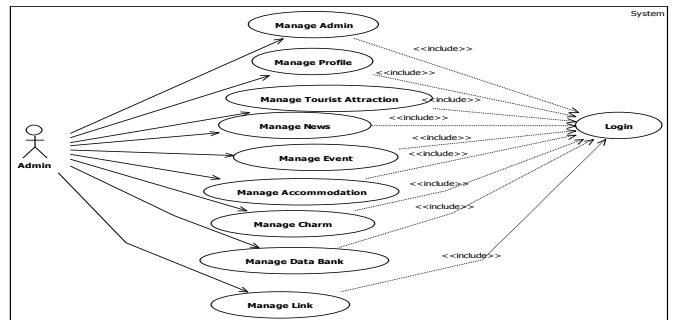 System
Manage Admin
<<include>>
Manage Profile
<<include>>
Manage Tourist Attraction
<<include>>
Manage News
<<include>>
Login
Manage Event
<<include>>
<<include>>
Admin
Manage Accommodation
<<include>>
Manage Charm
<<include>>
Manage Data Bank
<<include>>
Manage Link